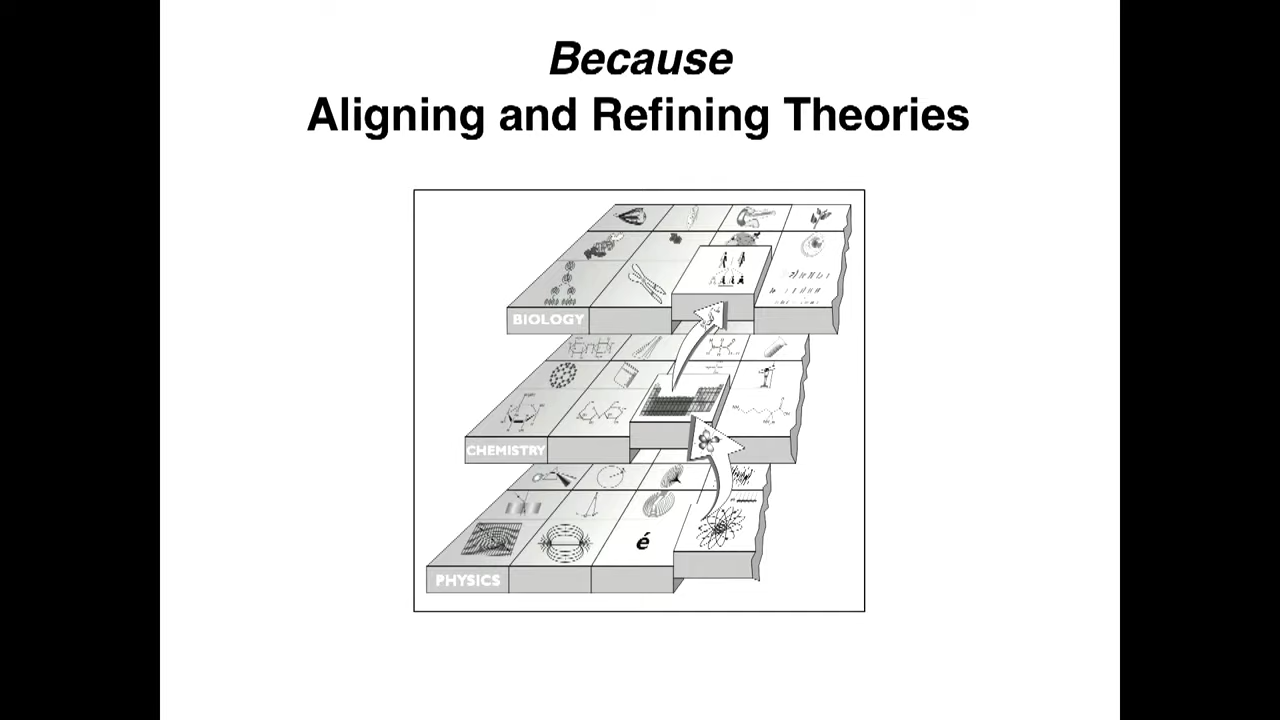 Because
Aligning and Refining Theories
BIOLOGY
CHEMISTRY
é
PHYSICS